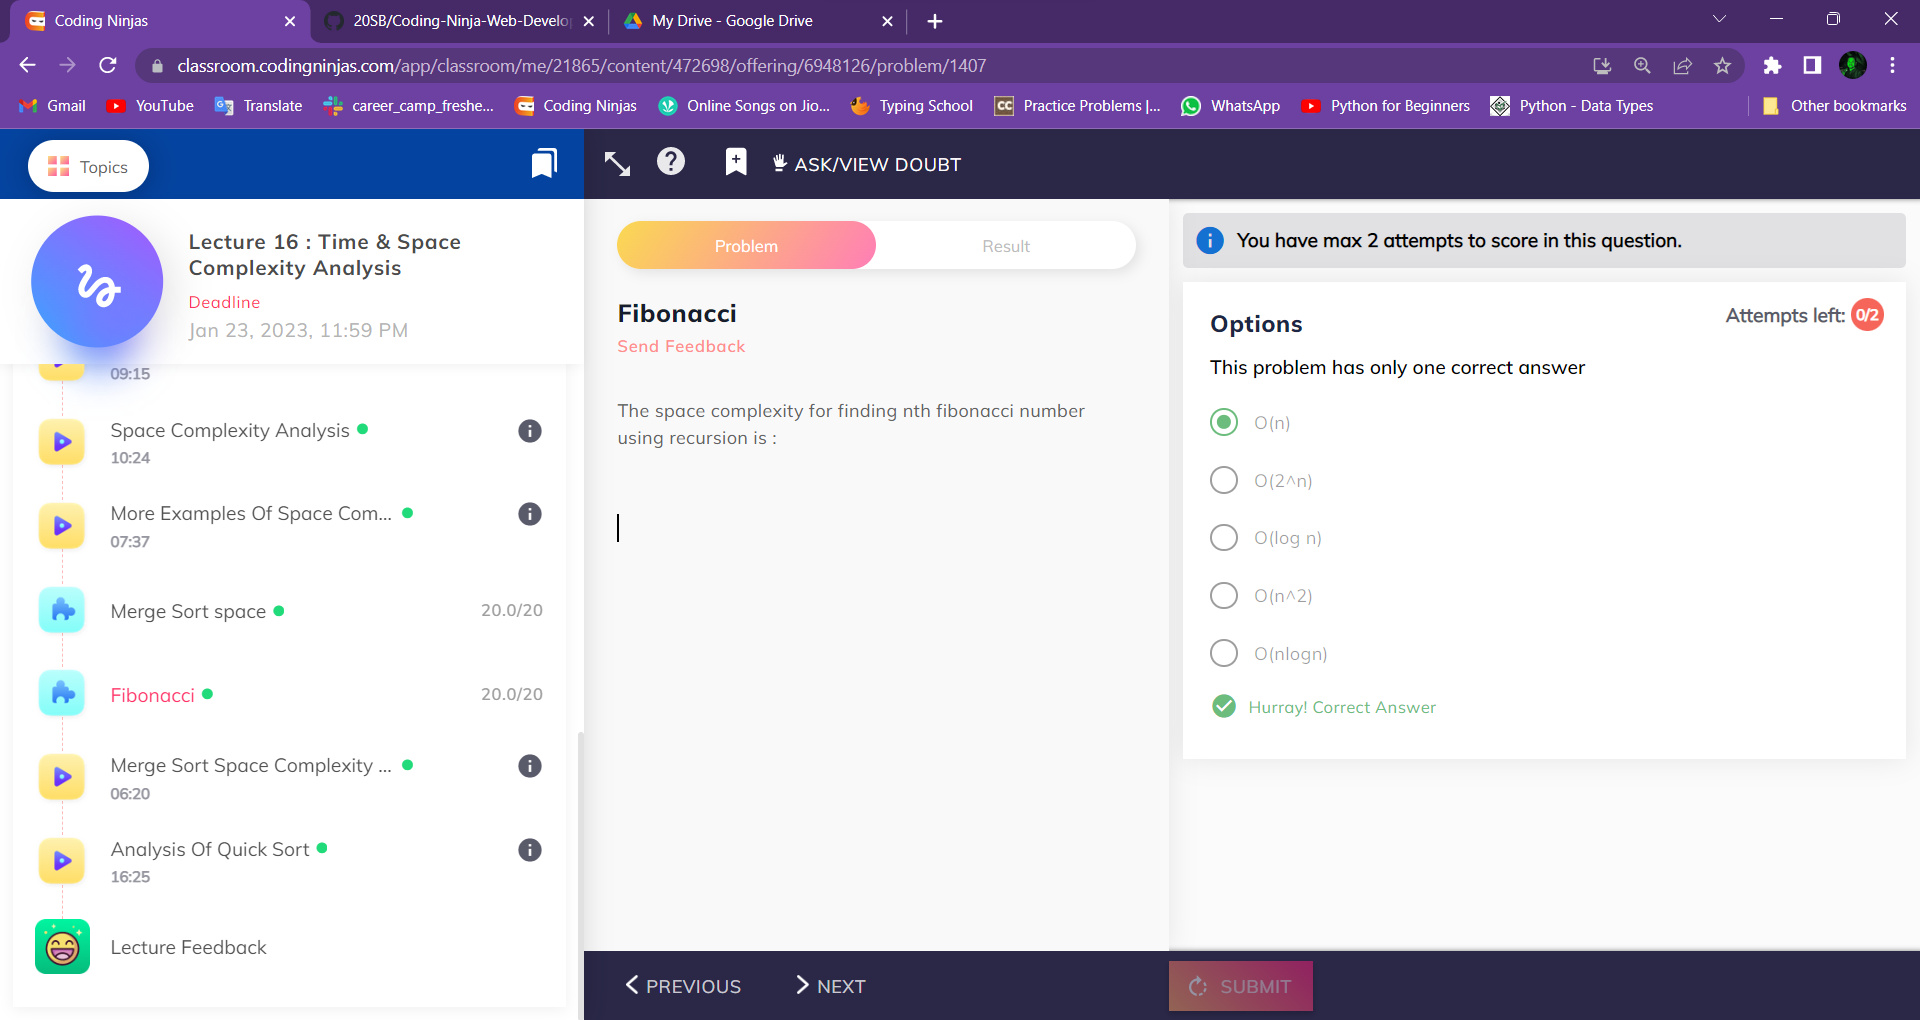 Coding Ninjas
20SB/Coding-Ninja-Web-Develop
My Drive - Google Drive
classroom.codingninjas.com/app/classroom/me/21865/content/472698/offering/6948126/problem/1407
Gmail
YouTube
Translate
career_camp_freshe...
Coding Ninjas
Online Songs on Jio...
Typing School
CC
Practice Problems |...
WhatsApp
Python for Beginners
Python - Data Types
Other bookmarks
Topics
ASK/VIEW DOUBT
Lecture 16 : Time & Space
Complexity Analysis
Deadline
Jan 23, 2023, 11:59 PM
09:15
Space Complexity Analysis
10:24
More Examples Of Space Com...
07:37
Merge Sort space
20.0/20
Fibonacci
20.0/20
Merge Sort Space Complexity ...
06:20
Analysis Of Quick Sort
16:25
Lecture Feedback
Problem
Result
Fibonacci
Send Feedback
The space complexity for finding nth fibonacci number
using recursion is :
You have max 2 attempts to score in this question.
Options
Attempts left: 0/2
This problem has only one correct answer
O(n)
O(2^n)
O(log n)
O(n^2)
O(nlogn)
Hurray! Correct Answer
PREVIOUS
NEXT
SUBMIT